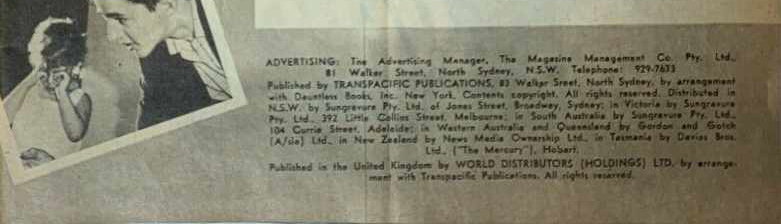 ADVERTISING: The Advertising Manager, The Magazine Management Co. Pty. Ltd.,
81 Walker Street, North Sydney, N.S.W. Telephone: 929-7633
Published by TRANSPACIFIC PUBLICATIONS, 83 Walker Sreet, North Sydney, by arrangement
with Dauntless Books, Inc. New York. Contents copyright. All rights reserved. Distributed in
N.S.W. by Sungravure Pty. Ltd. of Jones Street, Broadway, Sydney; in Victoria by Sungravure
Pty. Ltd., 392 Little Collins Street, Melbourne; in South Australia by Sungravure Pty. Ltd.,
104 Currie Street, Adelaide; in Western Australia and Queensland by Gordon and Gotch
(A/sia) Ltd., in New Zealand by News Media Ownership Ltd., in Tasmania by Davies Bros.
Ltd., ("The Mercury"), Hobart.
Published in the United Kingdom by WORLD DISTRIBUTORS (HOLDINGS) LTD. by arrange-
ment with Transpacific Publications. All rights reserved.